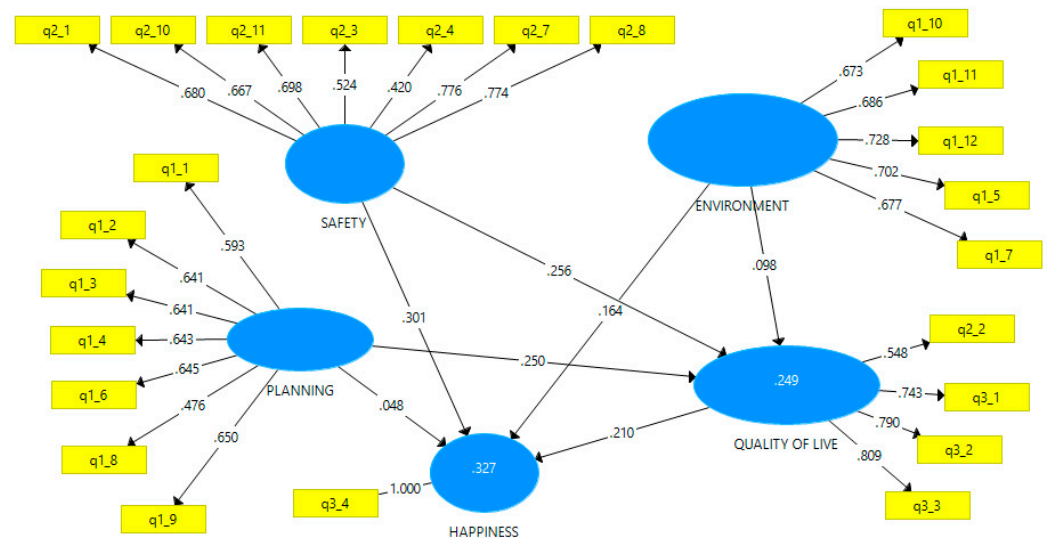 q2_1
q2_10
q2_11
q2_3
q2_4
q2_7
q2_8
q1_10
.680
.667
.698
.524
.420
.776
.774
.673
q1_11
.686
q1_12
.728
.702
q1_5
.677
q1_7
SAFETY
ENVIRONMENT
q1_1
.593
q1_2
.641
q1_3
.641
q1_4
.643
q1_6
.645
q1_8
.476
q1_9
.650
PLANNING
.256
.301
.164
.098
.250
.048
.210
.249
QUALITY OF LIVE
q2_2
.548
q3_1
.743
q3_2
.790
q3_3
.809
.327
HAPPINESS
q3_4
1.000